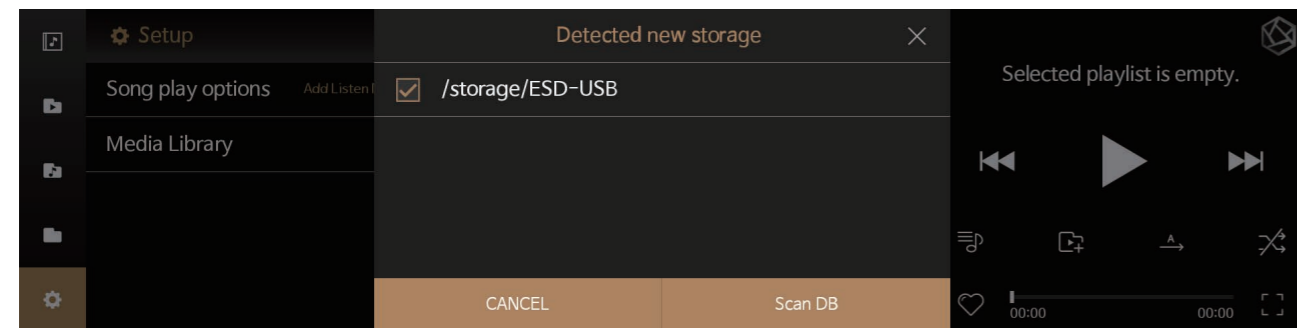 Setup
Song play options Add Listen
Media Library
Detected new storage
/storage/ESD-USB
CANCEL
Scan DB
Selected playlist is empty.
A
00:00
00:00